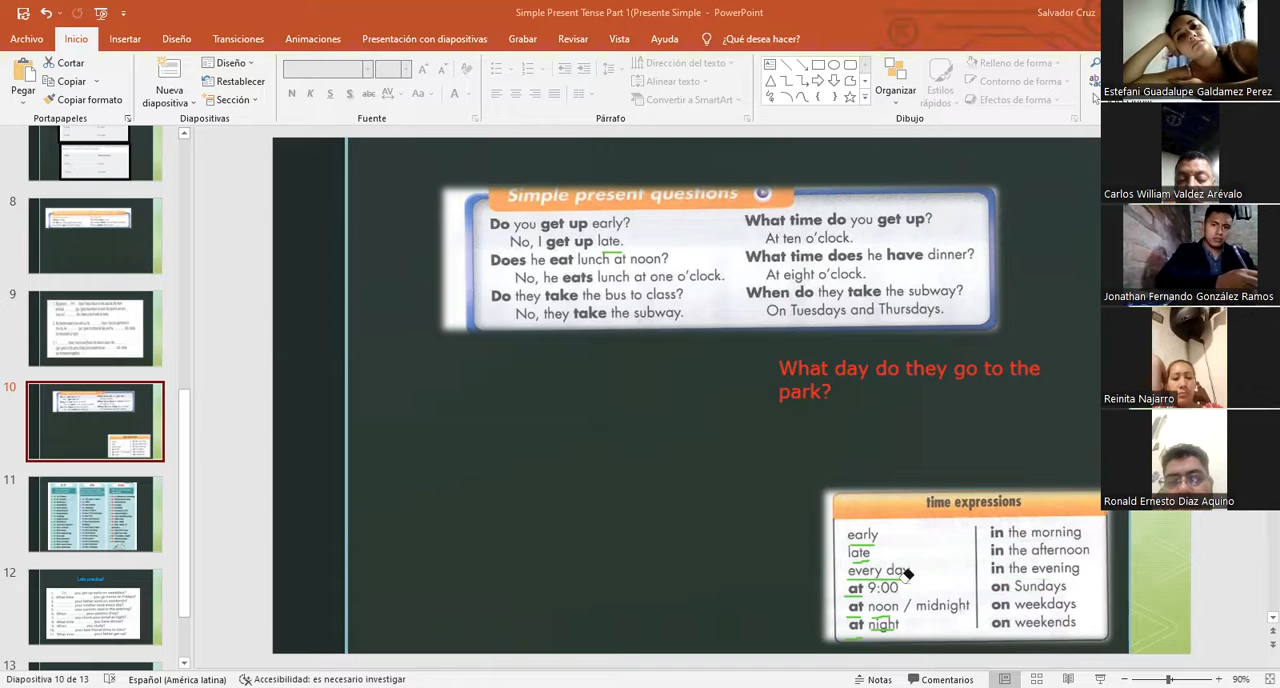 Simple Present Tense Part 1(Presente Simple - PowerPoint
Salvador Cruz
Archivo Inicio Insertar Diseño Transiciones Animaciones Presentación con diapositivas Grabar Revisar Vista Ayuda ¿Qué desea hacer?
Pegar
Cortar
Copiar
Copiar formato
Portapapeles
Nueva
diapositiva
Diseño
Restablecer
Sección
Diapositivas
N K S S abc AV Aa A
Fuente
Dirección del texto
Alinear texto
Convertir a SmartArt
Párrafo
Organizar
Estilos
rápidos
Relleno de forma
Contorno de forma
Efectos de forma
Dibujo
8
9
10
11
12
13
Simple present questions
Do you get up early?
No, I get up late.
Does he eat lunch at noon?
No, he eats lunch at one o'clock.
Do they take the bus to class?
No, they take the subway.
What time do you get up?
At ten o'clock.
What time does he have dinner?
At eight o'clock.
When do they take the subway?
On Tuesdays and Thursdays.
What day do they go to the
park?
time expressions
early
late
every day
at 9:00
at noon / midnight
at night
in the morning
in the afternoon
in the evening
on Sundays
on weekdays
on weekends
Estefani Guadalupe Galdamez Perez
Carlos William Valdez Arévalo
Jonathan Fernando González Ramos
Reinita Najarro
Ronald Ernesto Diaz Aquino
Diapositiva 10 de 13 Español (América latina) Accesibilidad: es necesario investigar
Notas Comentarios 90%